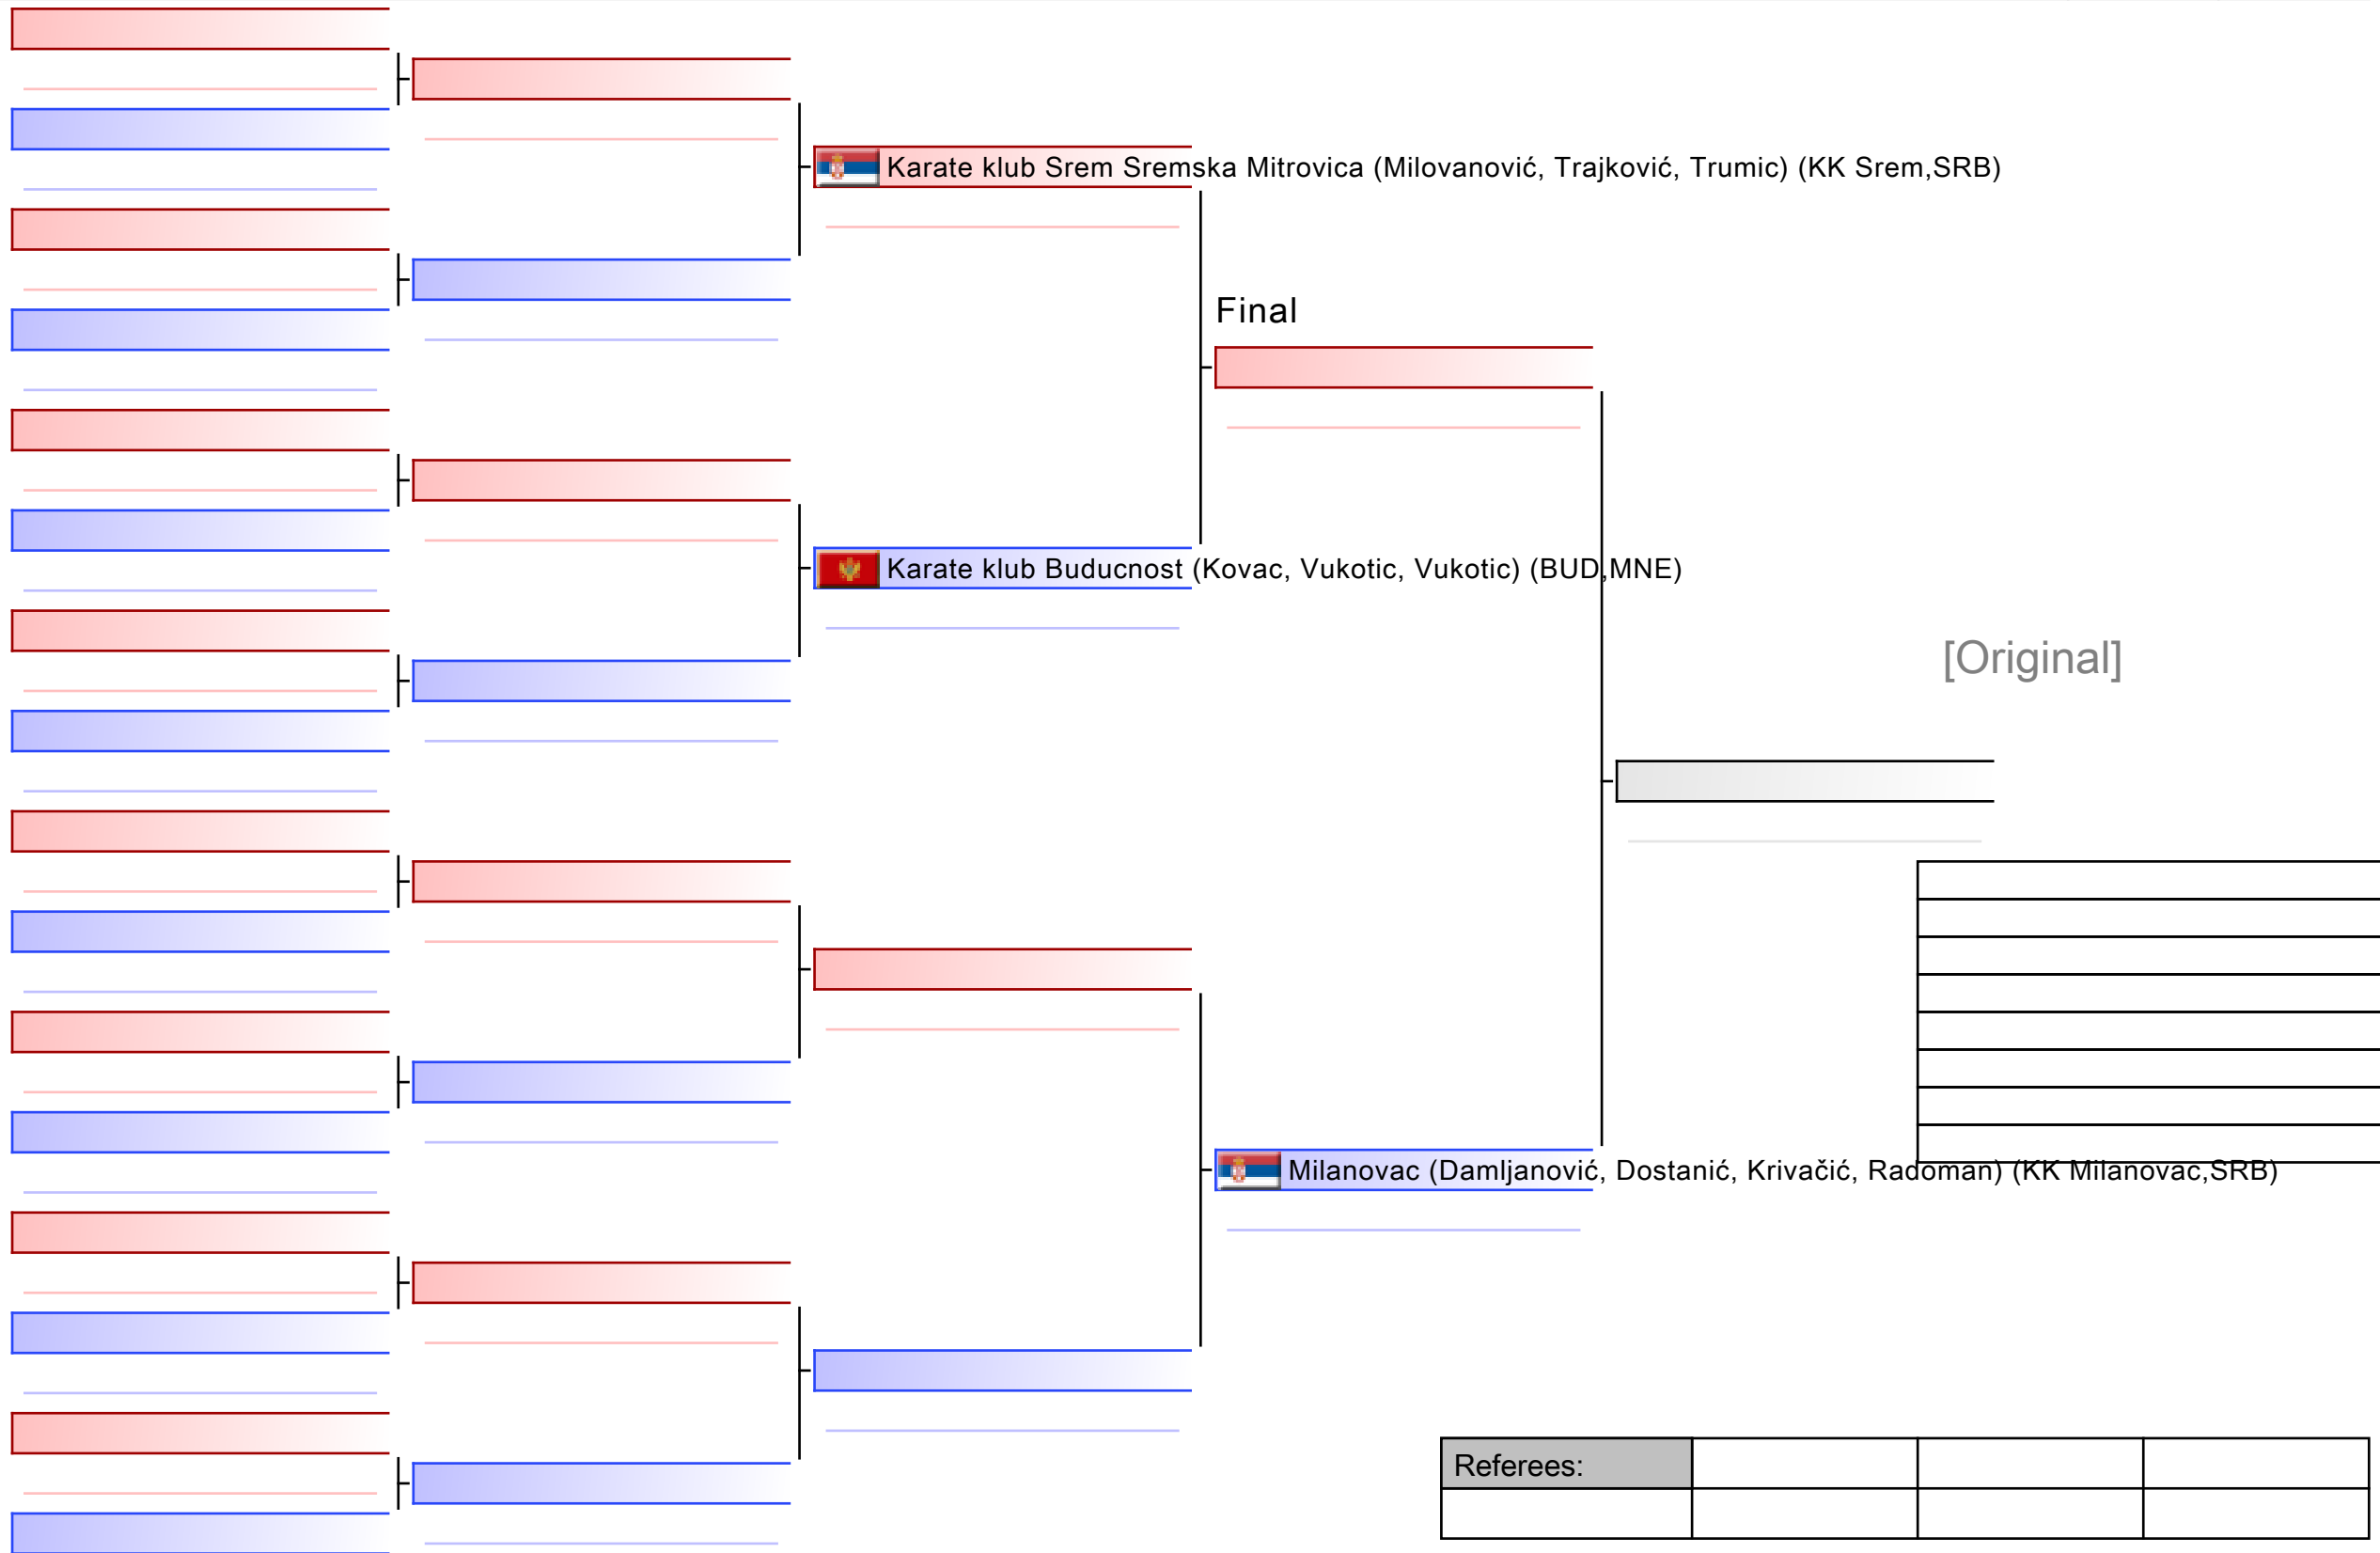 Karate klub Srem Sremska Mitrovica (Milovanović, Trajković, Trumic) (KK Srem,SRB)
Final
Karate klub Buducnost (Kovac, Vukotic, Vukotic) (BUD,MNE)
[Original]
Milanovac (Damljanović, Dostanić, Krivačić, Radoman) (KK Milanovac,SRB)
Referees: